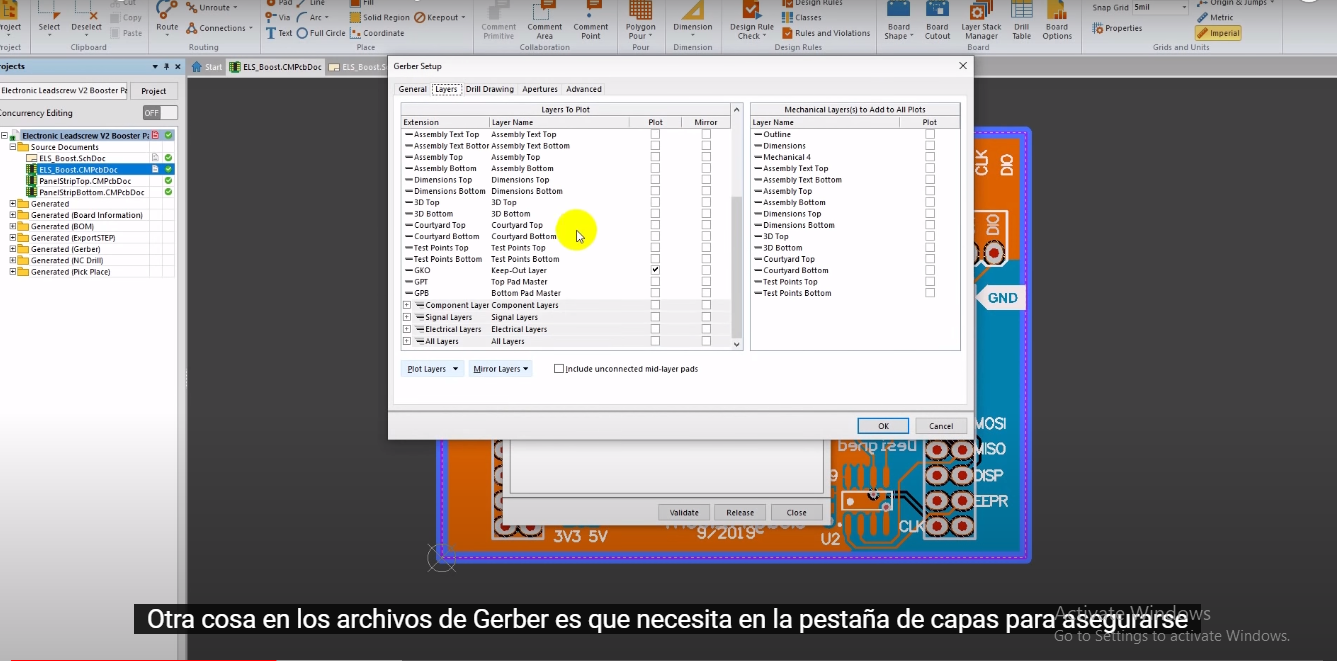 Cut
Copy
Paste
Project
Select
Deselect
Project
Clipboard
Route
Unroute
Connections
Routing
Pad
Line
Via
Arc
Text
Full Circle
Fill
Solid Region
Keepout
Coordinate
Place
Comment
Primitive
Comment
Area
Comment
Point
Collaboration
Polygon
Pour
Pour
Dimension
Dimension
Design Rule
Check
Design Rules
Classes
Rules and Violations
Design Rules
Board
Shape
Board
Cutout
Layer Stack
Manager
Drill
Table
Board
Options
Board
Snap Grid 5mil
Properties
Origin & Jumps
Metric
Imperial
Grids and Units
ojects
Start
ELS_Boost.CMPcbDoc
ELS_Boost.S
Electronic Leadscrew V2 Booster Pa
Project
oncurrency Editing
OFF
Electronic Leadscrew V2 Booster Pa
Source Documents
ELS_Boost.SchDoc
ELS_Boost.CMPcbDoc
PanelStripTop.CMPcbDoc
PanelStripBottom.CMPcbDoc
Generated
Generated (Board Information)
Generated (BOM)
Generated (ExportSTEP)
Generated (Gerber)
Generated (NC Drill)
Generated (Pick Place)
Gerber Setup
General Layers Drill Drawing Apertures Advanced
Layers To Plot
Extension Layer Name Plot Mirror
Assembly Text Top Assembly Text Top
Assembly Text Bottor Assembly Text Bottom
Assembly Top Assembly Top
Assembly Bottom Assembly Bottom
Dimensions Top Dimensions Top
Dimensions Bottom Dimensions Bottom
3D Top 3D Top
3D Bottom 3D Bottom
Courtyard Top Courtyard Top
Courtyard Bottom Courtyard Bottom
Test Points Top Test Points Top
Test Points Bottom Test Points Bottom
GKO Keep-Out Layer
GPT Top Pad Master
GPB Bottom Pad Master
Component Layer Component Layers
Signal Layers Signal Layers
Electrical Layers Electrical Layers
All Layers All Layers
Mechanical Layers(s) to Add to All Plots
Layer Name Plot
Outline
Dimensions
Mechanical 4
Assembly Text Top
Assembly Text Bottom
Assembly Top
Assembly Bottom
Dimensions Top
Dimensions Bottom
3D Top
3D Bottom
Courtyard Top
Courtyard Bottom
Test Points Top
Test Points Bottom
Plot Layers
Mirror Layers
Include unconnected mid-layer pads
OK
Cancel
Validate
Release
Close
CLK
DIO
DIO
GND
MOSI
MISO
DISP
EEPR
CLK
Designed
9
3V3 5V
9/2019
U2
Otra cosa en los archivos de Gerber es que necesita en la pestaña de capas para asegurarse
Activate Windows
Go to Settings to activate Windows.